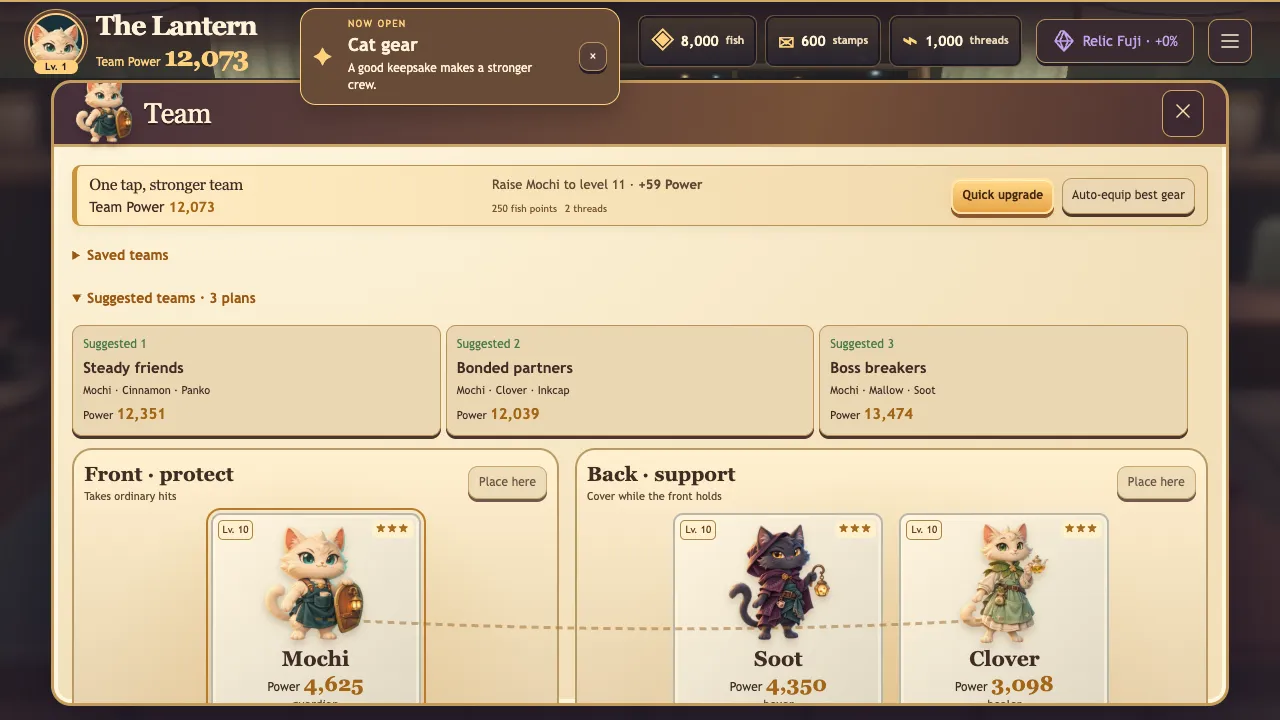 The Lantern
Team Power 12,073
Lv. 1
NOW OPEN
Cat gear
A good keepsake makes a stronger
crew.
×
8,000 fish
600 stamps
1,000 threads
Relic Fuji · +0%
Team
One tap, stronger team
Team Power 12,073
Raise Mochi to level 11 · +59 Power
250 fish points 2 threads
Quick upgrade
Auto-equip best gear
Saved teams
Suggested teams · 3 plans
Suggested 1
Steady friends
Mochi · Cinnamon · Panko
Power 12,351
Suggested 2
Bonded partners
Mochi · Clover · Inkcap
Power 12,039
Suggested 3
Boss breakers
Mochi · Mallow · Soot
Power 13,474
Front · protect
Takes ordinary hits
Place here
Lv. 10
Mochi
Power 4,625
Back · support
Cover while the front holds
Place here
Lv. 10
Soot
Power 4,350
Lv. 10
Clover
Power 3,098